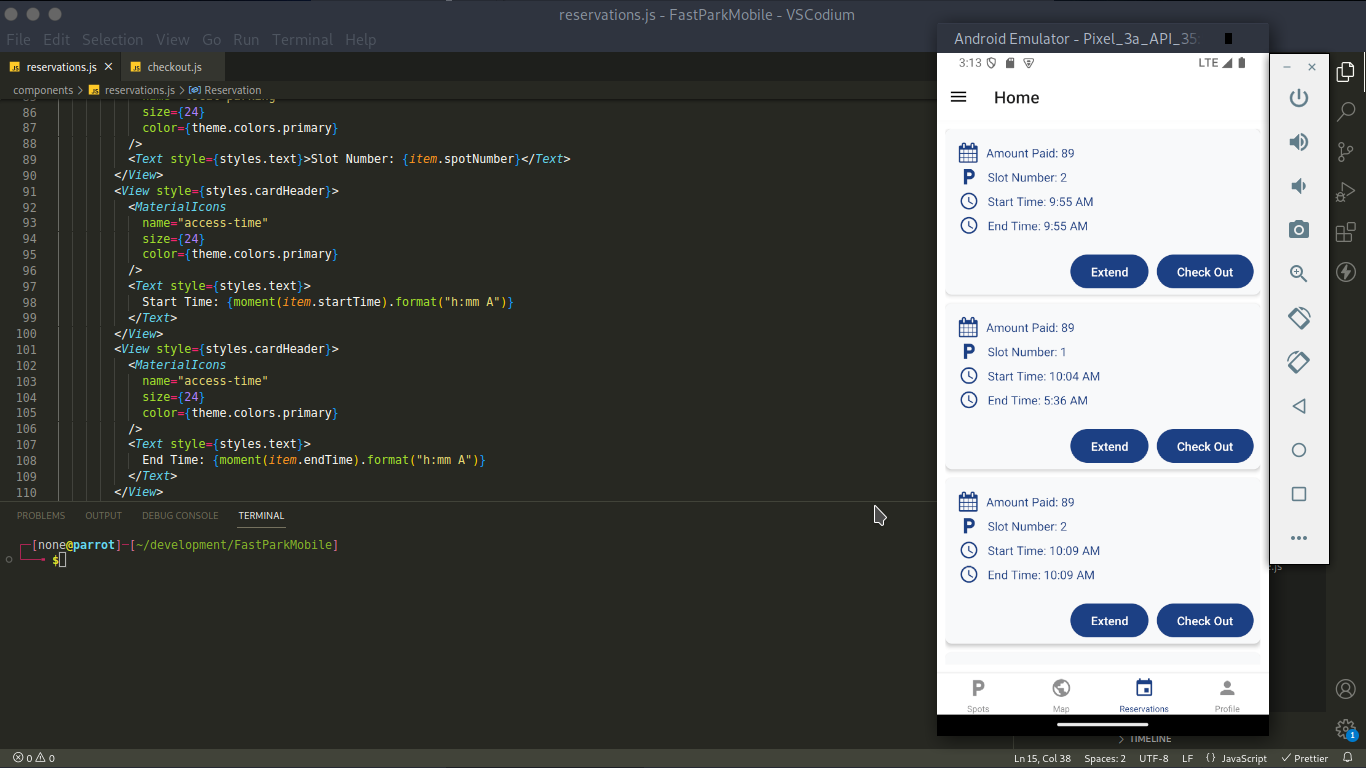 reservations.js - FastParkMobile - VSCodium
File Edit Selection View Go Run Terminal Help
reservations.js
checkout.js
components > reservations.js > Reservation
86 size={24}
87 color={theme.colors.primary}
88 />
89 <Text style={styles.text}>Slot Number: {item.spotNumber}</Text>
90 </View>
91 <View style={styles.cardHeader}>
92 <MaterialIcons
93 name="access-time"
94 size={24}
95 color={theme.colors.primary}
96 />
97 <Text style={styles.text}>
98 Start Time: {moment(item.startTime).format("h:mm A")}
99 </Text>
100 </View>
101 <View style={styles.cardHeader}>
102 <MaterialIcons
103 name="access-time"
104 size={24}
105 color={theme.colors.primary}
106 />
107 <Text style={styles.text}>
108 End Time: {moment(item.endTime).format("h:mm A")}
109 </Text>
110 </View>
PROBLEMS OUTPUT DEBUG CONSOLE TERMINAL
[none@parrot]-[~/development/FastParkMobile]
$
Android Emulator - Pixel_3a_API_35
3:13 LTE
Home
Amount Paid: 89
P Slot Number: 2
Start Time: 9:55 AM
End Time: 9:55 AM
Extend Check Out
Amount Paid: 89
P Slot Number: 1
Start Time: 10:04 AM
End Time: 5:36 AM
Extend Check Out
Amount Paid: 89
P Slot Number: 2
Start Time: 10:09 AM
End Time: 10:09 AM
Extend Check Out
P
Spots Map Reservations Profile
TIMELINE
1
0 0
Ln 15, Col 38 Spaces: 2 UTF-8 LF {} JavaScript Prettier